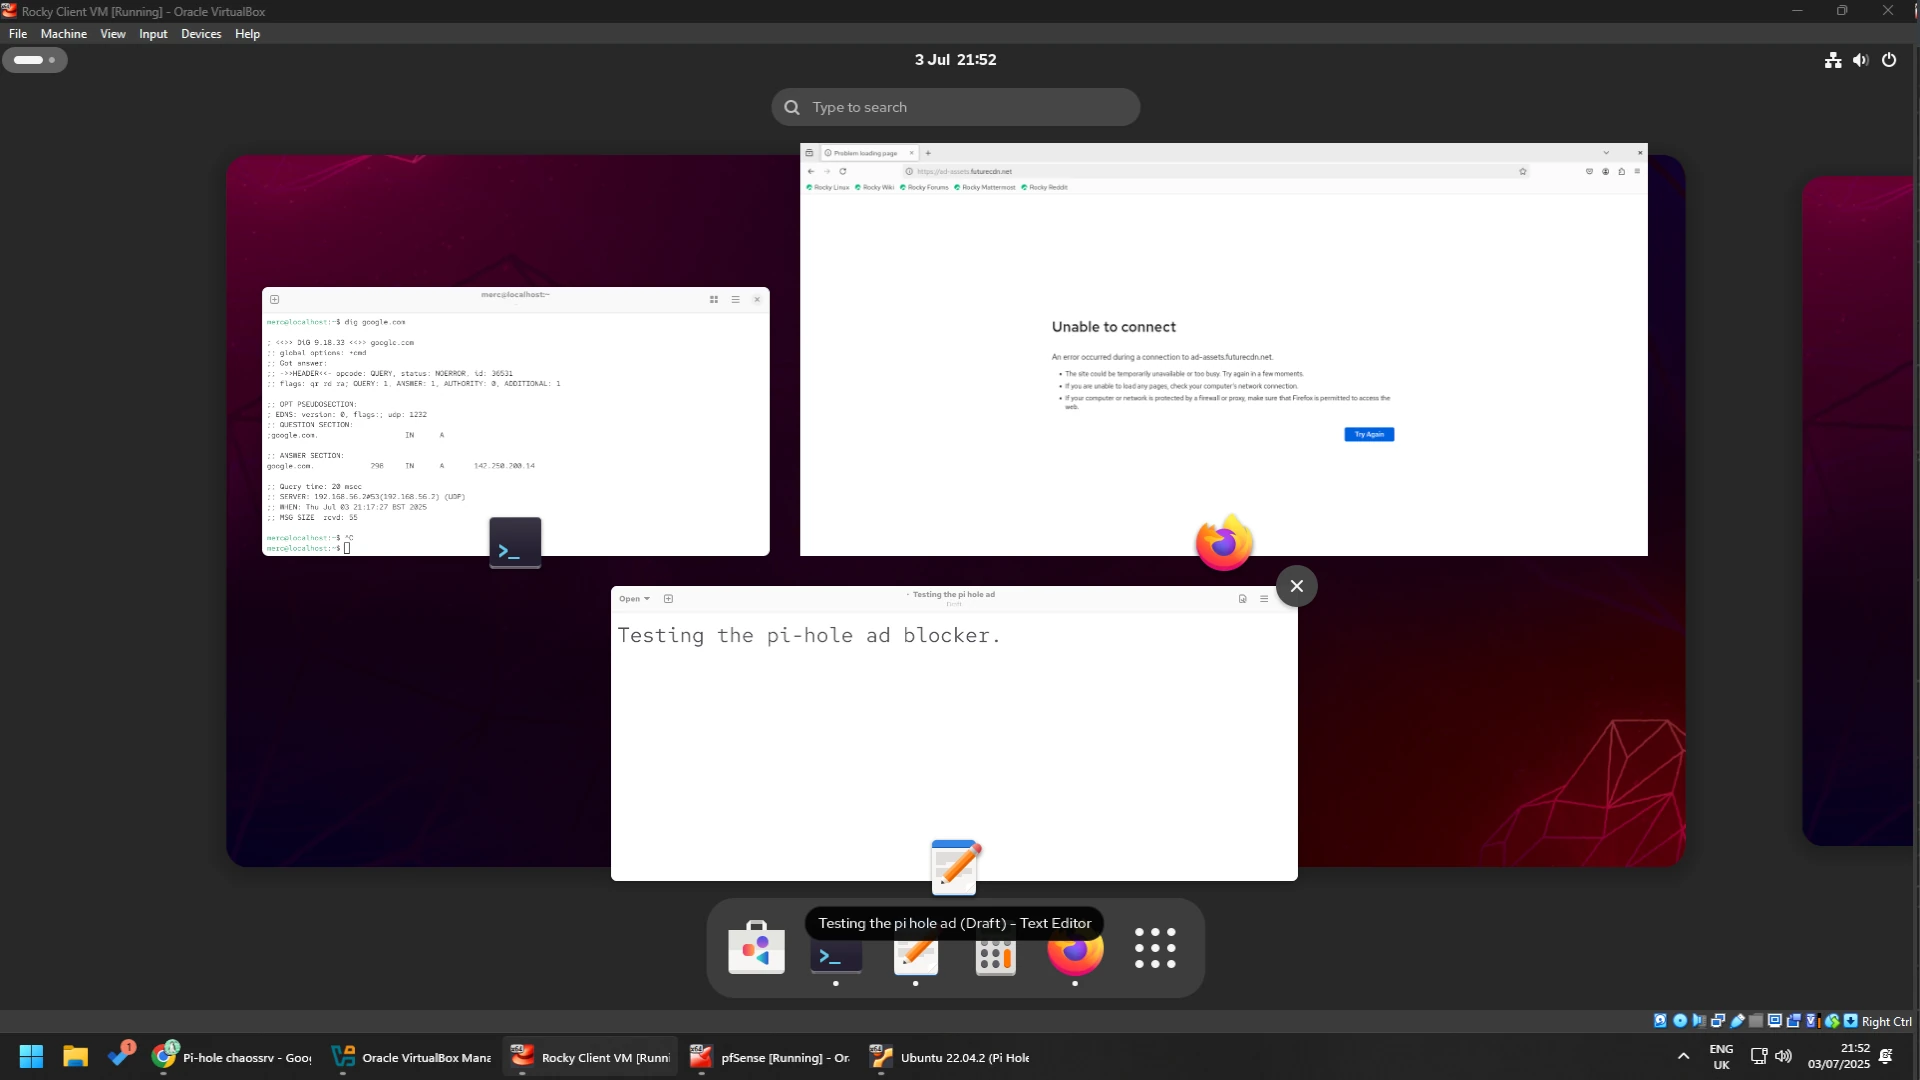 Rocky Client VM [Running] - Oracle VirtualBox
File Machine View Input Devices Help
3 Jul 21:52
Type to search
merc@localhost:~
merc@localhost:~$ dig google.com
; <<>> DiG 9.18.33 <<>> google.com
;; global options: +cmd
;; Got answer:
;; ->>HEADER<<- opcode: QUERY, status: NOERROR, id: 36531
;; flags: qr rd ra; QUERY: 1, ANSWER: 1, AUTHORITY: 0, ADDITIONAL: 1
;; OPT PSEUDOSECTION:
; EDNS: version: 0, flags:; udp: 1232
;; QUESTION SECTION:
;google.com. IN A
;; ANSWER SECTION:
google.com. 298 IN A 142.250.200.14
;; Query time: 20 msec
;; SERVER: 192.168.56.2#53(192.168.56.2) (UDP)
;; WHEN: Thu Jul 03 21:17:27 BST 2025
;; MSG SIZE rcvd: 55
merc@localhost:~$ ^C
merc@localhost:~$
Problem loading page
https://ad-assets.futurecdn.net
Rocky Linux Rocky Wiki Rocky Forums Rocky Mattermost Rocky Reddit
Unable to connect
An error occurred during a connection to ad-assets.futurecdn.net.
• The site could be temporarily unavailable or too busy. Try again in a few moments.
• If you are unable to load any pages, check your computer's network connection.
• If your computer or network is protected by a firewall or proxy, make sure that Firefox is permitted to access the
web.
Try Again
Open
• Testing the pi hole ad
Draft
Testing the pi-hole ad blocker.
Testing the pi hole ad (Draft) - Text Editor
Right Ctrl
1
Pi-hole chaossrv - Goo
Oracle VirtualBox Mana
Rocky Client VM [Runni
pfSense [Running] - Or
Ubuntu 22.04.2 (Pi Hole
ENG
UK
21:52
03/07/2025